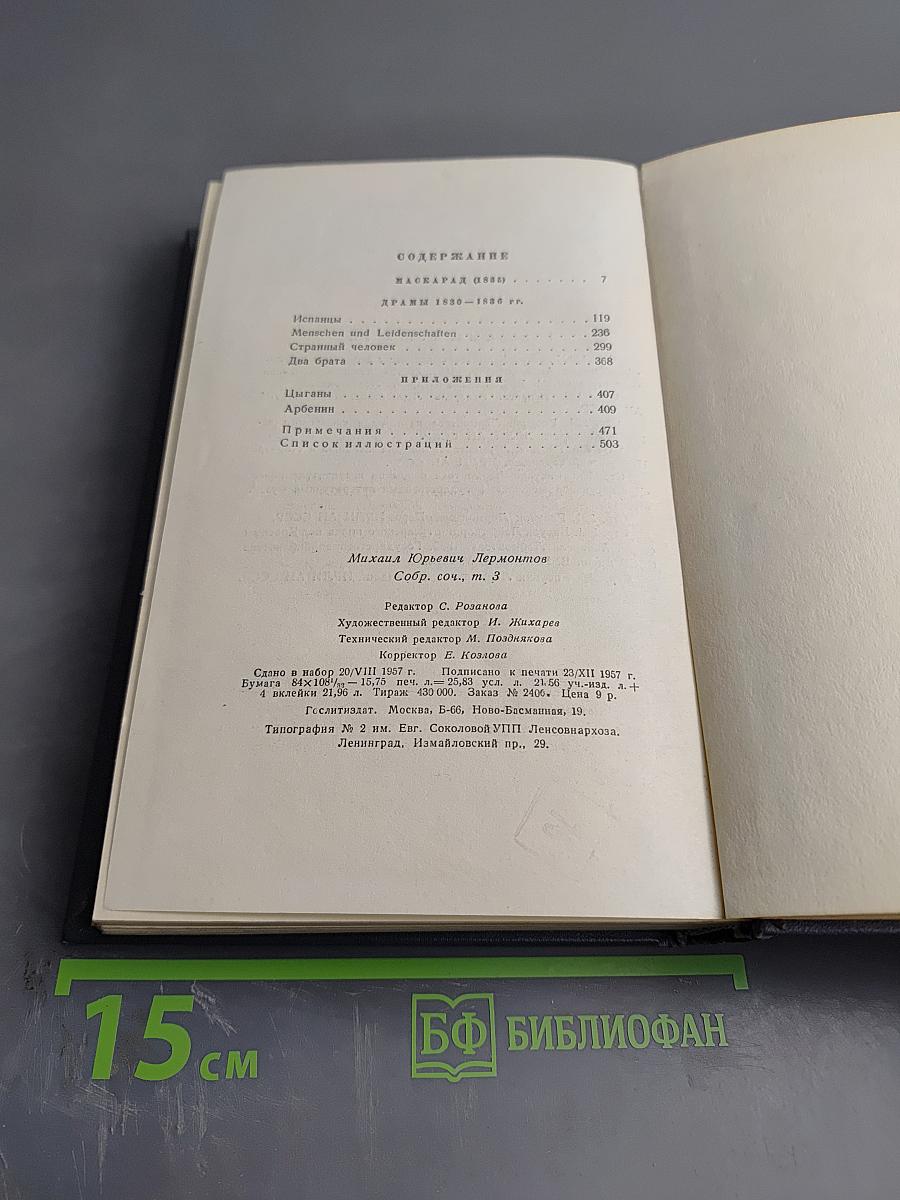 СОДЕРЖАНИЕ
МАСКАРАД (1835) . . . . . . . 7
ДРАМЫ 1830—1836 гг.
Испанцы . . . . . . . . . . . . . . . . . . . . 119
Menschen und Leidenschaften . . . . . . . . . . . 236
Странный человек . . . . . . . . . . . . . . . . 299
Два брата . . . . . . . . . . . . . . . . . . . 368
ПРИЛОЖЕНИЯ
Цыганы . . . . . . . . . . . . . . . . . . . . . 407
Арбенин . . . . . . . . . . . . . . . . . . . . 409
Примечания . . . . . . . . . . . . . . . . . 471
Список иллюстраций . . . . . . . . . . . 503
Михаил Юрьевич Лермонтов
Собр. соч., т. 3
Редактор С. Розанова
Художественный редактор И. Жихарев
Технический редактор М. Позднякова
Корректор Е. Козлова
Сдано в набор 20/VIII 1957 г. Подписано к печати 23/XII 1957 г.
Бумага 84×108¹/₃₂ — 15,75 печ. л.= 25,83 усл. л. 21,56 уч.-изд. л.+
4 вклейки 21,96 л. Тираж 430 000. Заказ № 2406. Цена 9 р.
Гослитиздат. Москва, Б-66, Ново-Басманная, 19.
Типография № 2 им. Евг. Соколовой УПП Ленсовнархоза.
Ленинград, Измайловский пр., 29.
15 см
БФ БИБЛИОФАН